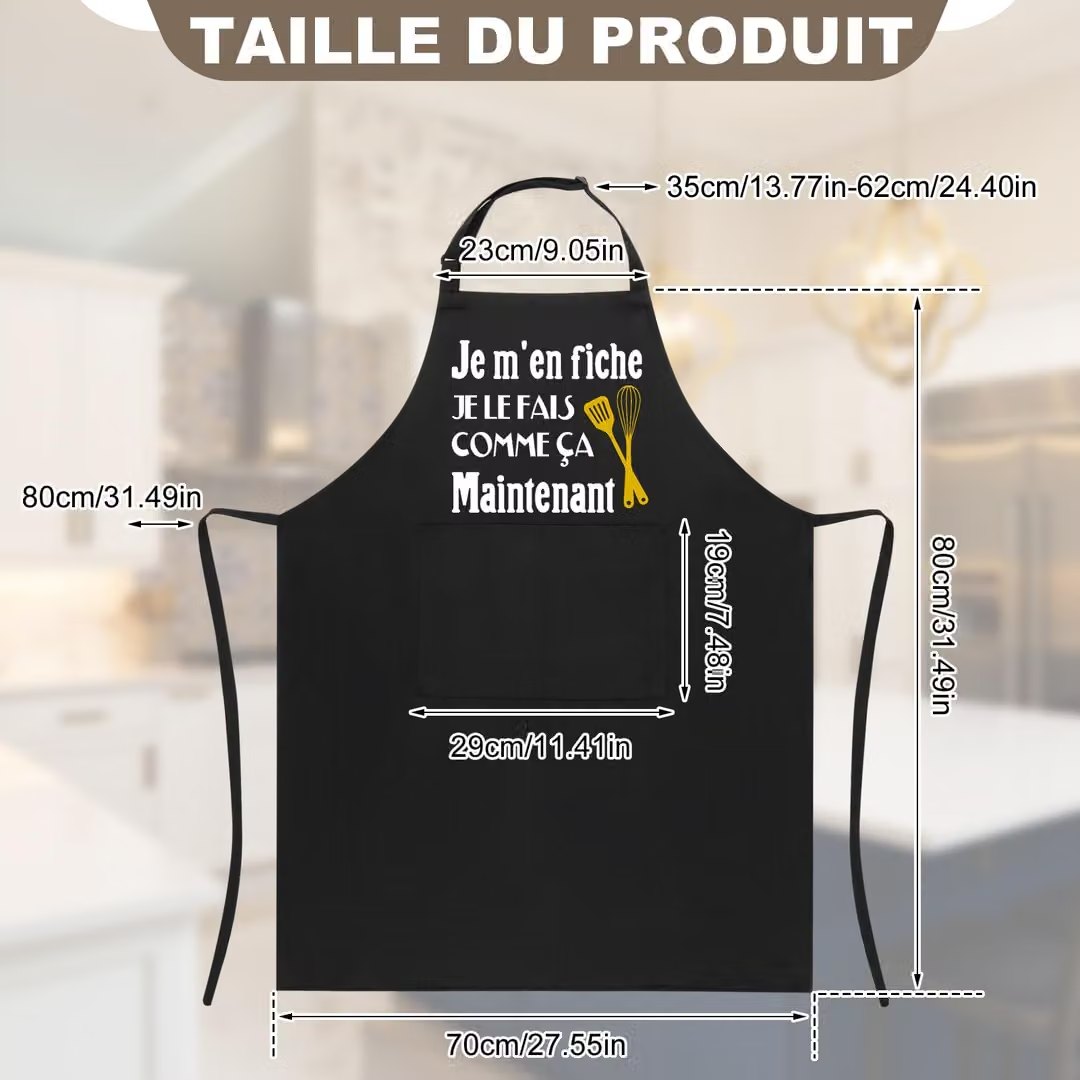 TAILLE DU PRODUIT
35cm/13.77in-62cm/24.40in
23cm/9.05in
Je m'en fiche
JE LE FAIS
COMME ÇA
Maintenant
80cm/31.49in
19cm/7.48in
80cm/31.49in
29cm/11.41in
70cm/27.55in